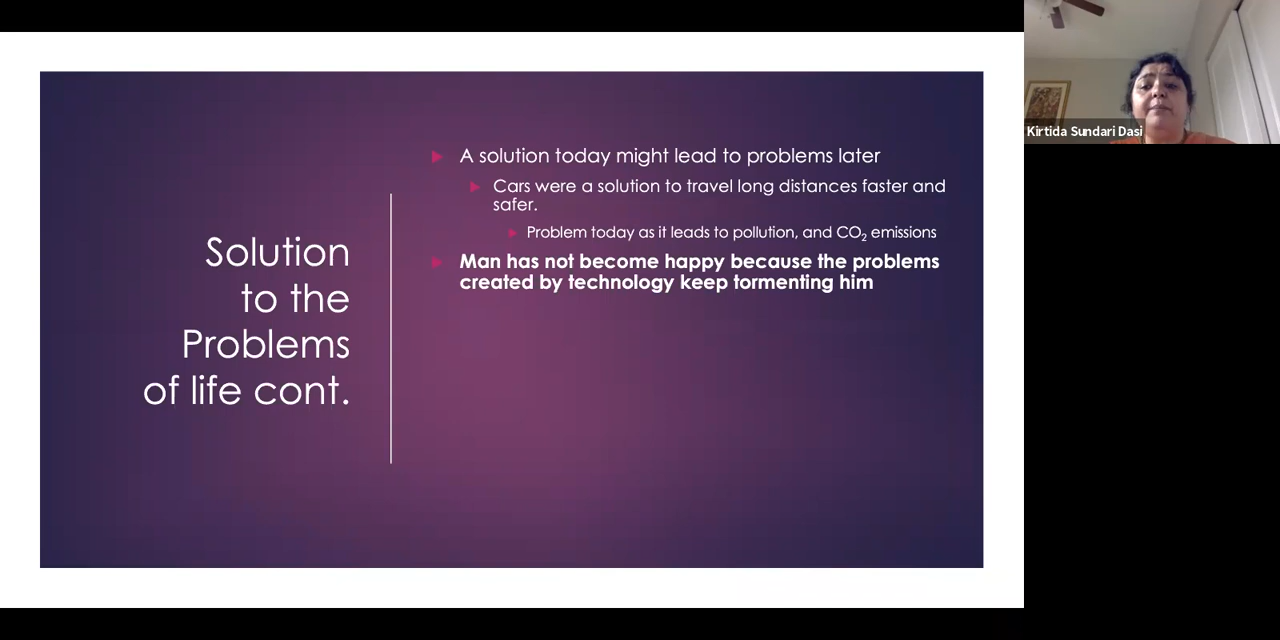 Solution
to the
Problems
of life cont.
A solution today might lead to problems later
Cars were a solution to travel long distances faster and
safer.
Problem today as it leads to pollution, and CO₂ emissions
Man has not become happy because the problems
created by technology keep tormenting him
Kirtida Sundari Dasi